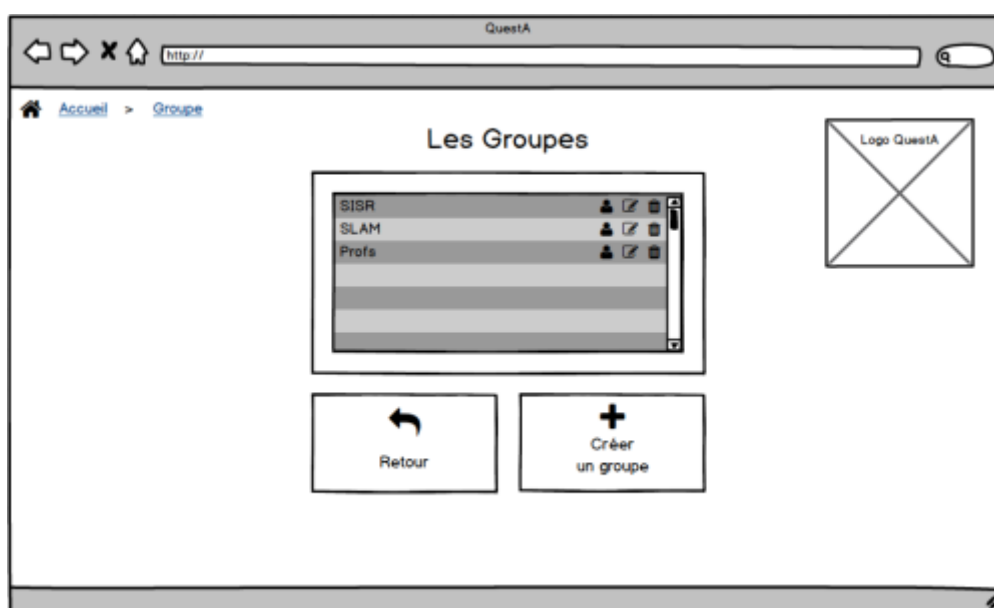 QuestA
http://
Accueil > Groupe
Les Groupes
Logo QuestA
SISR
SLAM
Profs
Retour
Créer
un groupe